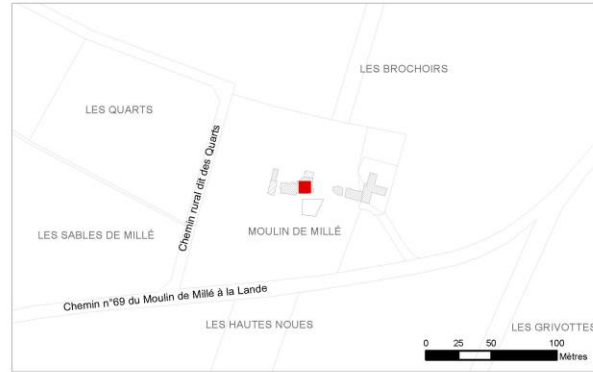 LES BROCHOIRS
LES QUARTS
Chemin rural dit des Quarts
LES SABLES DE MILLÉ
MOULIN DE MILLÉ
Chemin n°69 du Moulin de Millé à la Lande
LES HAUTES NOUES
LES GRIVOTTES
0 25 50 100
Mètres